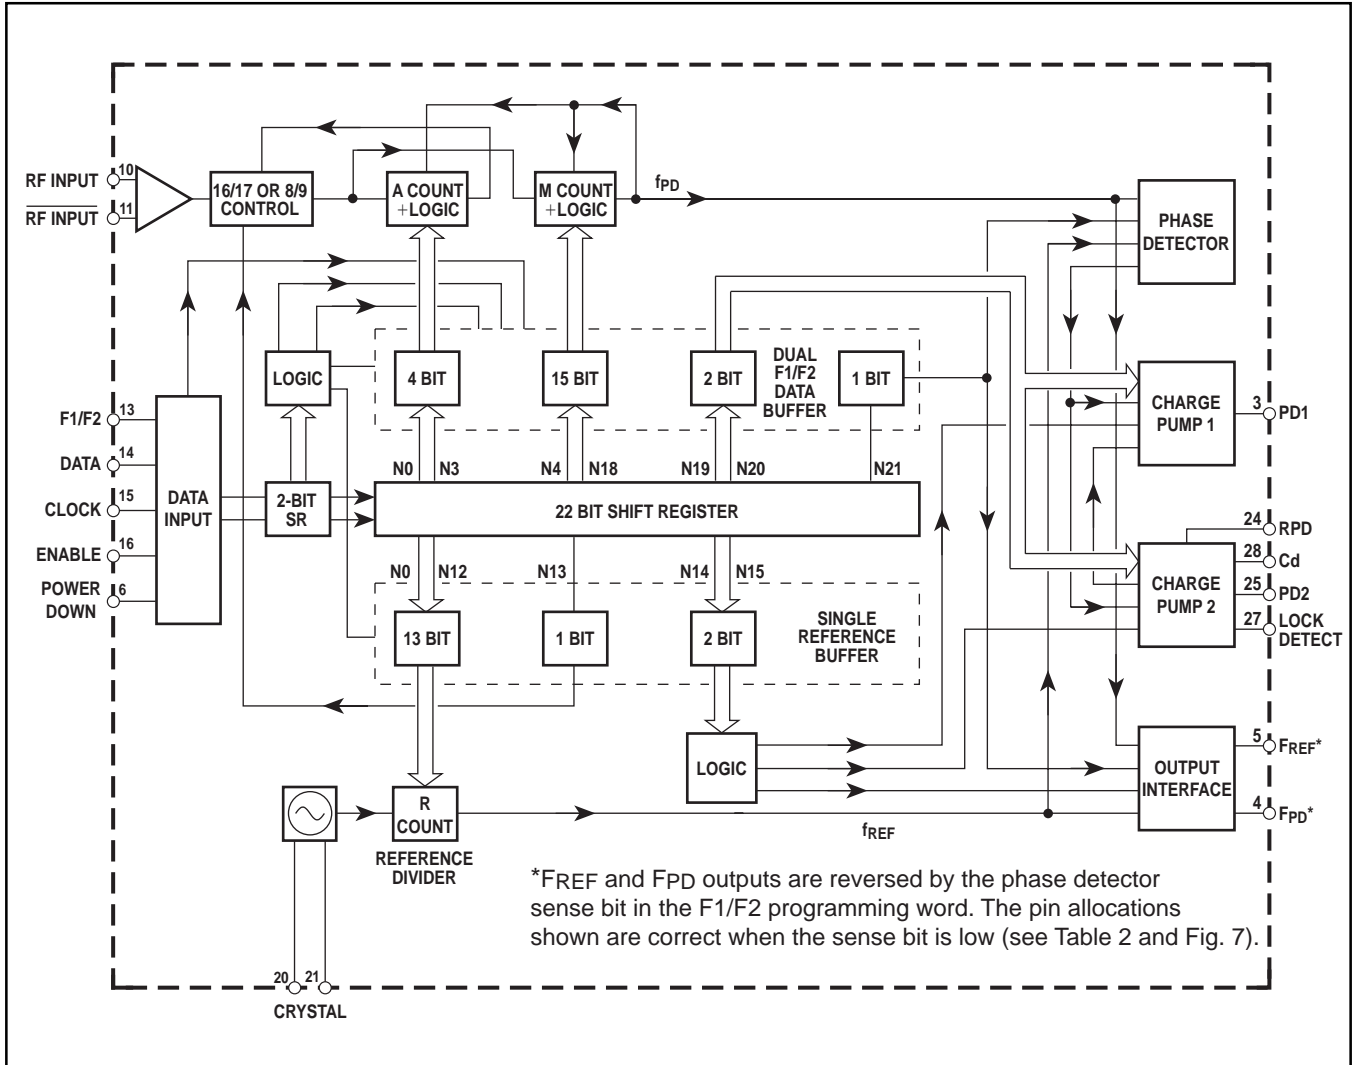 RF INPUT
10
RF INPUT
11
16/17 OR 8/9
CONTROL
A COUNT
+LOGIC
M COUNT
+LOGIC
fPD
PHASE
DETECTOR
LOGIC
4 BIT
15 BIT
2 BIT
DUAL
F1/F2
DATA
BUFFER
1 BIT
CHARGE
PUMP 1
3
PD1
F1/F2
13
DATA
14
CLOCK
15
ENABLE
16
POWER
DOWN
6
DATA
INPUT
2-BIT
SR
N0
N3
N4
N18
N19
N20
N21
22 BIT SHIFT REGISTER
N0
N12
N13
N14
N15
13 BIT
1 BIT
2 BIT
SINGLE
REFERENCE
BUFFER
CHARGE
PUMP 2
24
RPD
28
Cd
25
PD2
27
LOCK
DETECT
LOGIC
OUTPUT
INTERFACE
5
FREF*
4
FPD*
R
COUNT
REFERENCE
DIVIDER
fREF
*FREF and FPD outputs are reversed by the phase detector
sense bit in the F1/F2 programming word. The pin allocations
shown are correct when the sense bit is low (see Table 2 and Fig. 7).
20
21
CRYSTAL